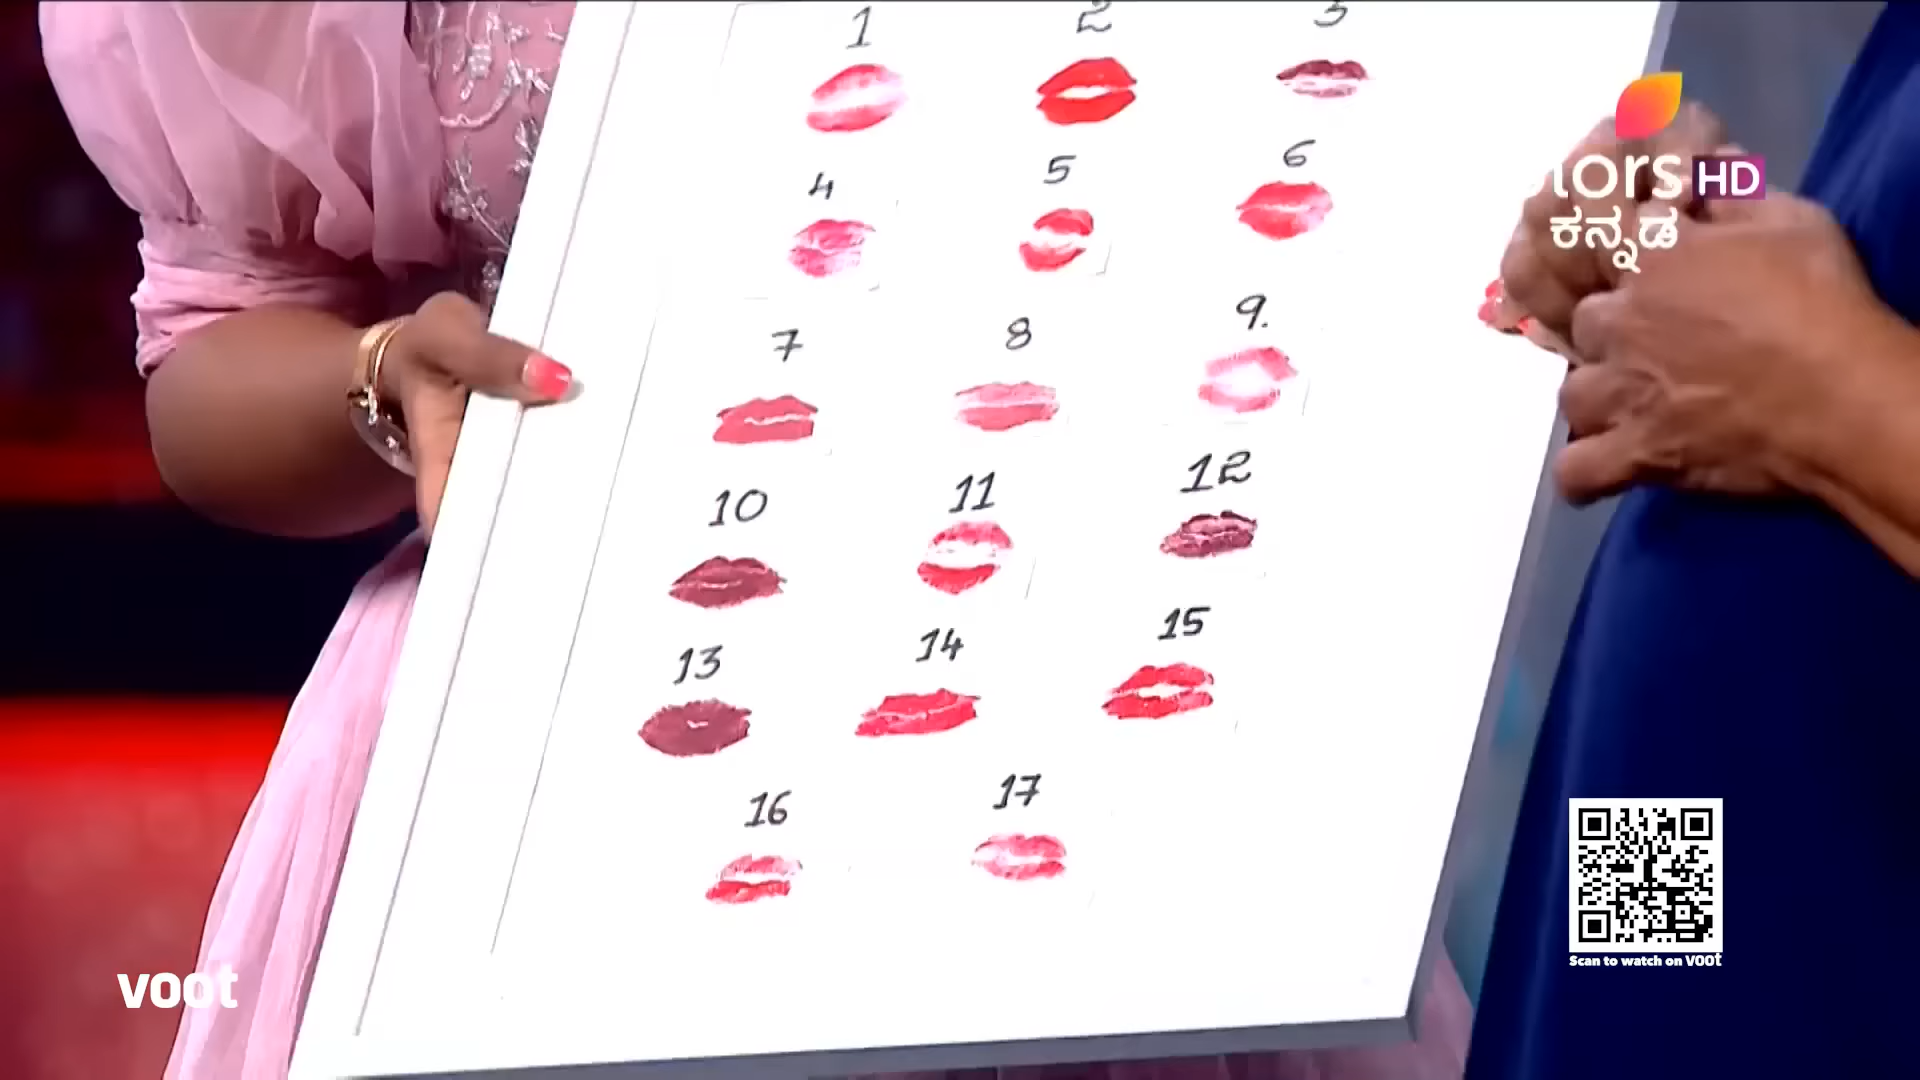 1 2 3
4 5 6
7 8 9.
10 11 12
13 14 15
16 17
lors HD
ಕನ್ನಡ
voot
Scan to watch on voot